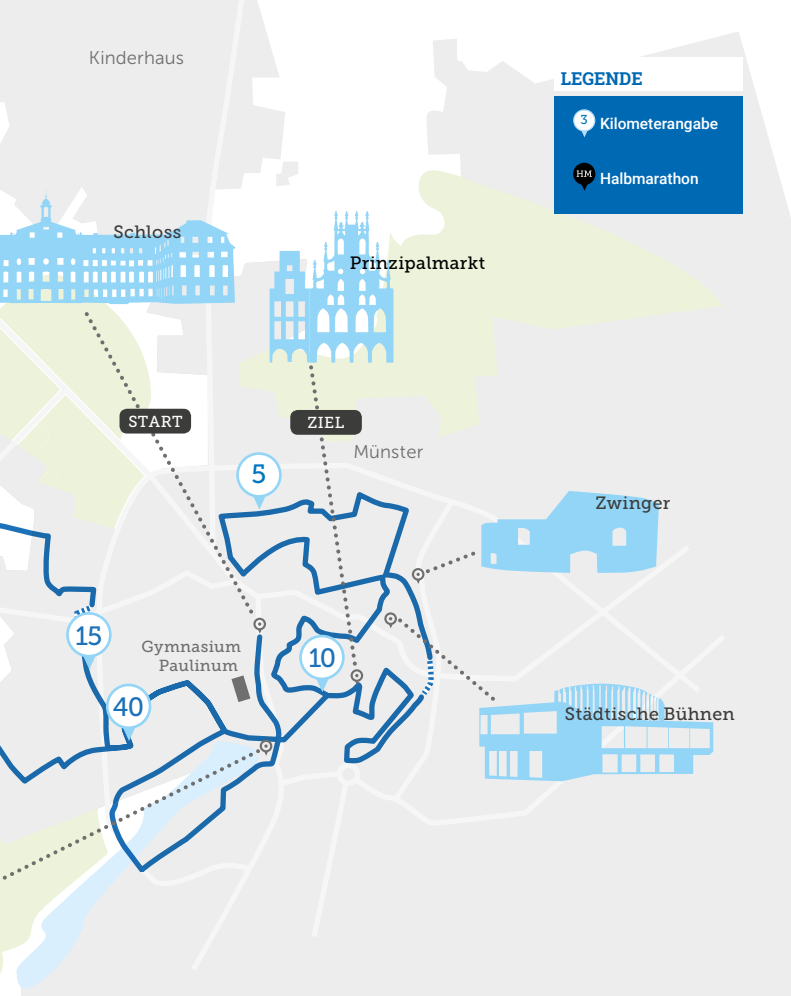 Kinderhaus
LEGENDE
3 Kilometerangabe
HM Halbmarathon
Schloss
Prinzipalmarkt
START
ZIEL
Münster
5
Zwinger
15
Gymnasium
Paulinum
10
40
Städtische Bühnen